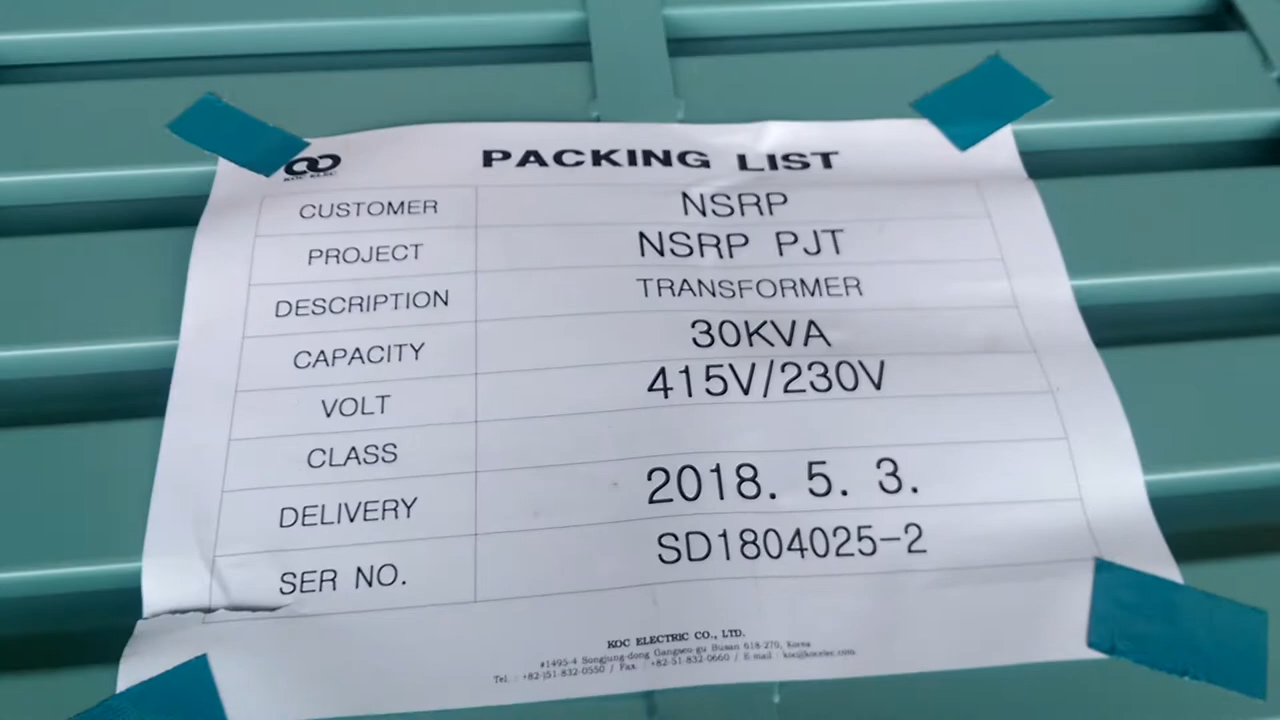 KOC ELEC
PACKING LIST
CUSTOMER NSRP
PROJECT NSRP PJT
DESCRIPTION TRANSFORMER
CAPACITY 30KVA
VOLT 415V/230V
CLASS
DELIVERY 2018. 5. 3.
SER NO. SD1804025-2
KOC ELECTRIC CO., LTD.
#1495-4 Songjung-dong Gangseo-gu Busan 618-270, Korea
Tel. : +82-)51-832-0550 / Fax. : +82-51-832-0660 / E-mail : koc@kocelec.com